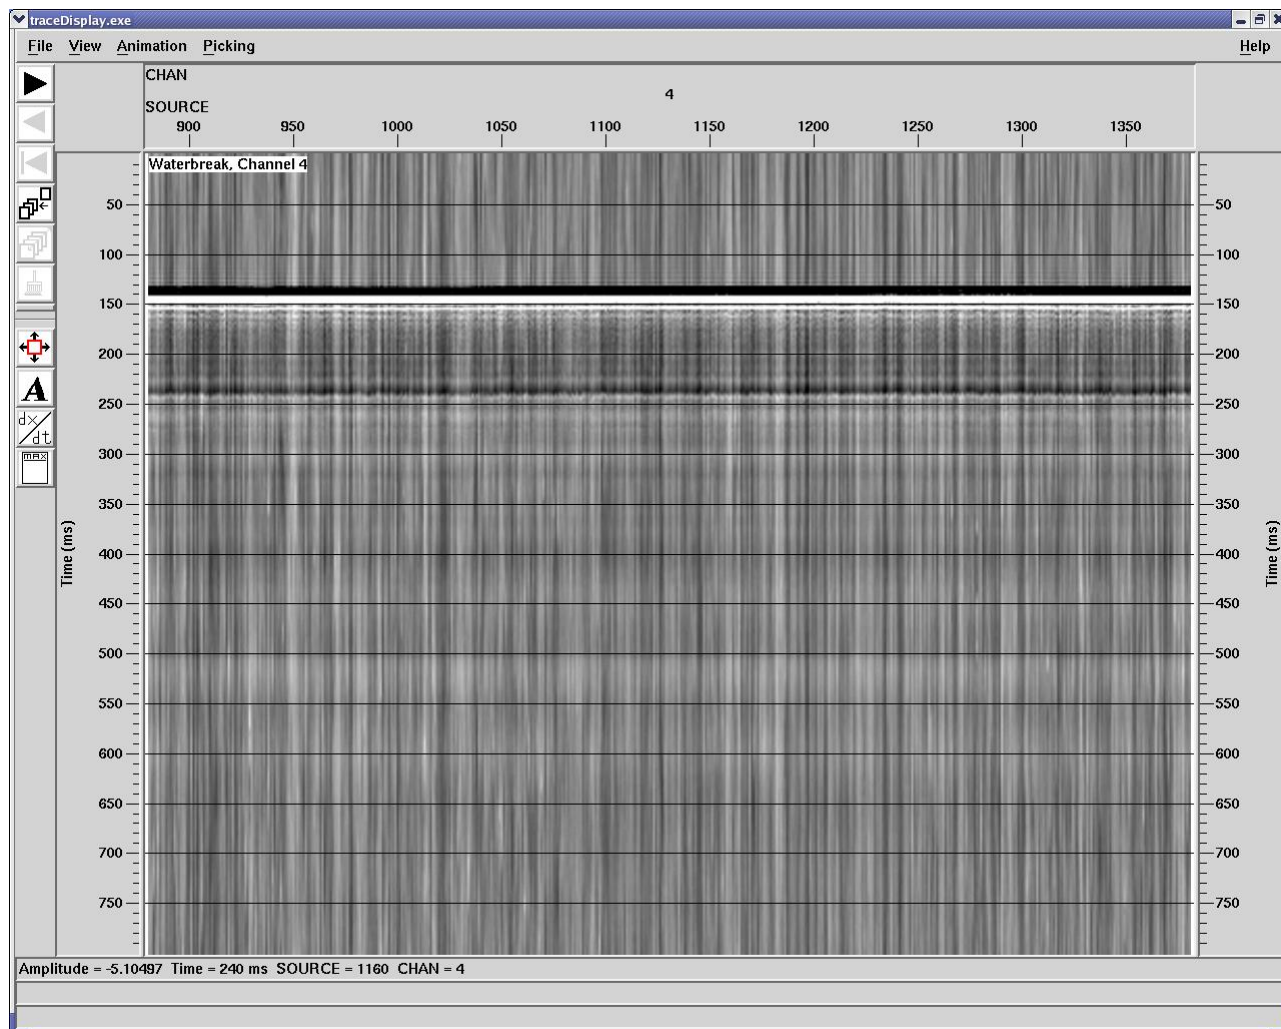 traceDisplay.exe
File View Animation Picking Help
CHAN
4
SOURCE
900 950 1000 1050 1100 1150 1200 1250 1300 1350
Waterbreak, Channel 4
50 50
100 100
150 150
200 200
A
250 250
dx/dt
300 300
MAX
350 350
400 400
Time (ms) Time (ms)
450 450
500 500
550 550
600 600
650 650
700 700
750 750
Amplitude = -5.10497 Time = 240 ms SOURCE = 1160 CHAN = 4